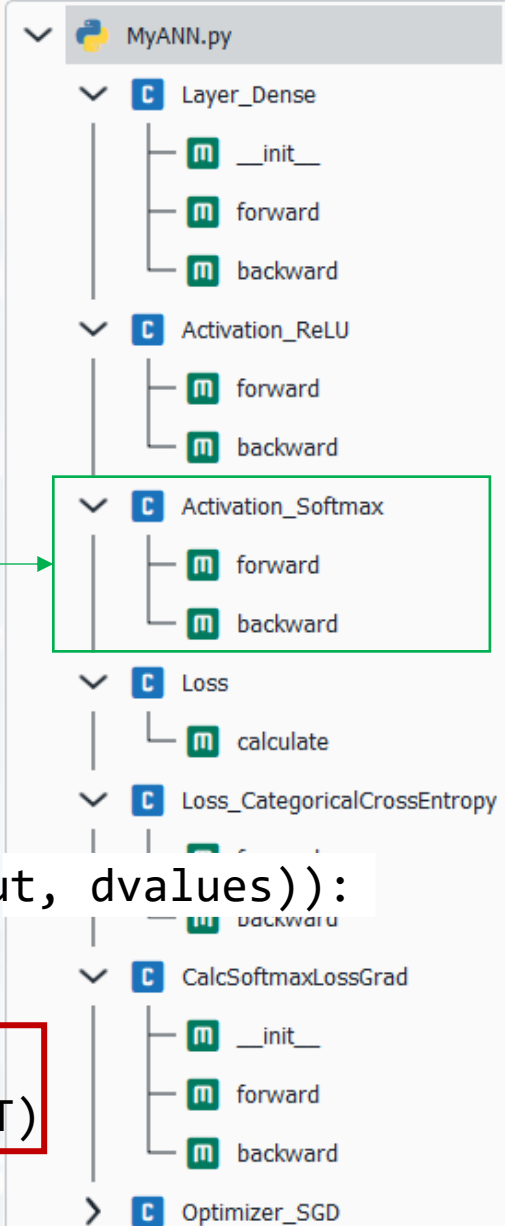 MyANN.py
C Layer_Dense
m __init__
m forward
m backward
C Activation_ReLU
m forward
m backward
C Activation_Softmax
m forward
m backward
C Loss
m calculate
C Loss_CategoricalCrossEntropy
ut, dvalues)):
m backward
C CalcSoftmaxLossGrad
m __init__
T) m forward
m backward
C Optimizer_SGD